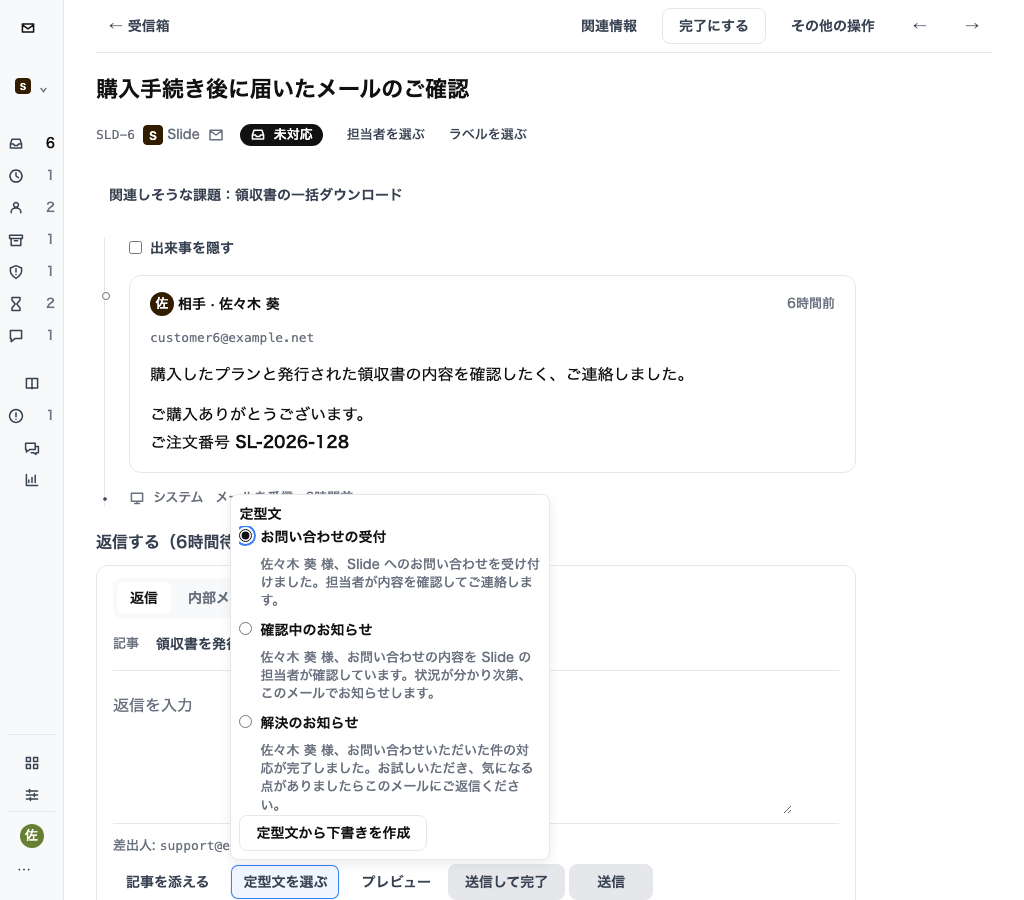 ← 受信箱
関連情報
完了にする
その他の操作
←
→
S
6
1
2
1
1
2
1
1
購入手続き後に届いたメールのご確認
SLD-6 S Slide 未対応 担当者を選ぶ ラベルを選ぶ
関連しそうな課題：領収書の一括ダウンロード
出来事を隠す
佐 相手 · 佐々木 葵 6時間前
customer6@example.net
購入したプランと発行された領収書の内容を確認したく、ご連絡しました。
ご購入ありがとうございます。
ご注文番号 SL-2026-128
システム
返信する（6時間待
返信 内部メ
記事 領収書を発行
返信を入力
定型文
お問い合わせの受付
佐々木 葵 様、Slide へのお問い合わせを受け付
けました。担当者が内容を確認してご連絡しま
す。
確認中のお知らせ
佐々木 葵 様、お問い合わせの内容を Slide の
担当者が確認しています。状況が分かり次第、
このメールでお知らせします。
解決のお知らせ
佐々木 葵 様、お問い合わせいただいた件の対
応が完了しました。お試しいただき、気になる
点がありましたらこのメールにご返信くださ
い。
定型文から下書きを作成
差出人: support@e
記事を添える 定型文を選ぶ プレビュー 送信して完了 送信
佐
…